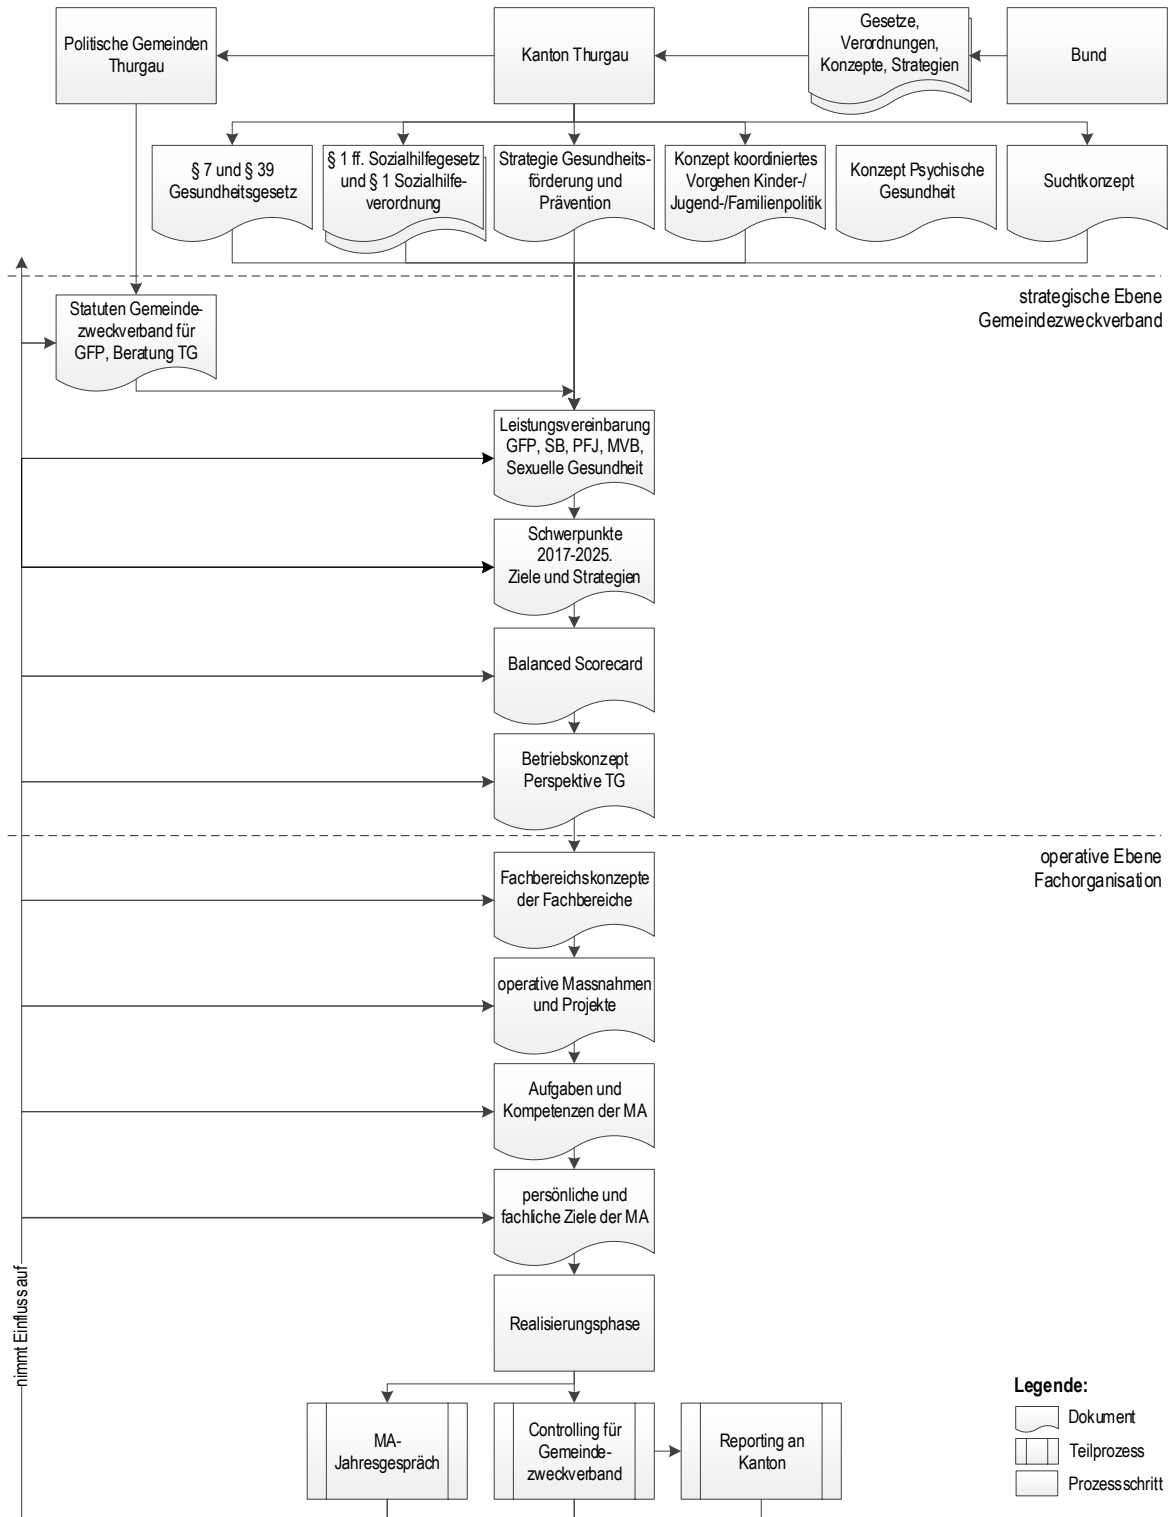 Politische Gemeinden
Thurgau
Kanton Thurgau
Gesetze,
Verordnungen,
Konzepte, Strategien
Bund
§ 7 und § 39
Gesundheitsgesetz
§ 1 ff. Sozialhilfegesetz
und § 1 Sozialhilfe-
verordnung
Strategie Gesundheits-
förderung und
Prävention
Konzept koordiniertes
Vorgehen Kinder-/
Jugend-/Familienpolitik
Konzept Psychische
Gesundheit
Suchtkonzept
strategische Ebene
Gemeindezweckverband
Statuten Gemeinde-
zweckverband für
GFP, Beratung TG
Leistungsvereinbarung
GFP, SB, PFJ, MVB,
Sexuelle Gesundheit
Schwerpunkte
2017-2025.
Ziele und Strategien
Balanced Scorecard
Betriebskonzept
Perspektive TG
operative Ebene
Fachorganisation
Fachbereichskonzepte
der Fachbereiche
operative Massnahmen
und Projekte
Aufgaben und
Kompetenzen der MA
persönliche und
fachliche Ziele der MA
nimmt Einfluss auf
Realisierungsphase
MA-
Jahresgespräch
Controlling für
Gemeinde-
zweckverband
Reporting an
Kanton
Legende:
Dokument
Teilprozess
Prozessschritt